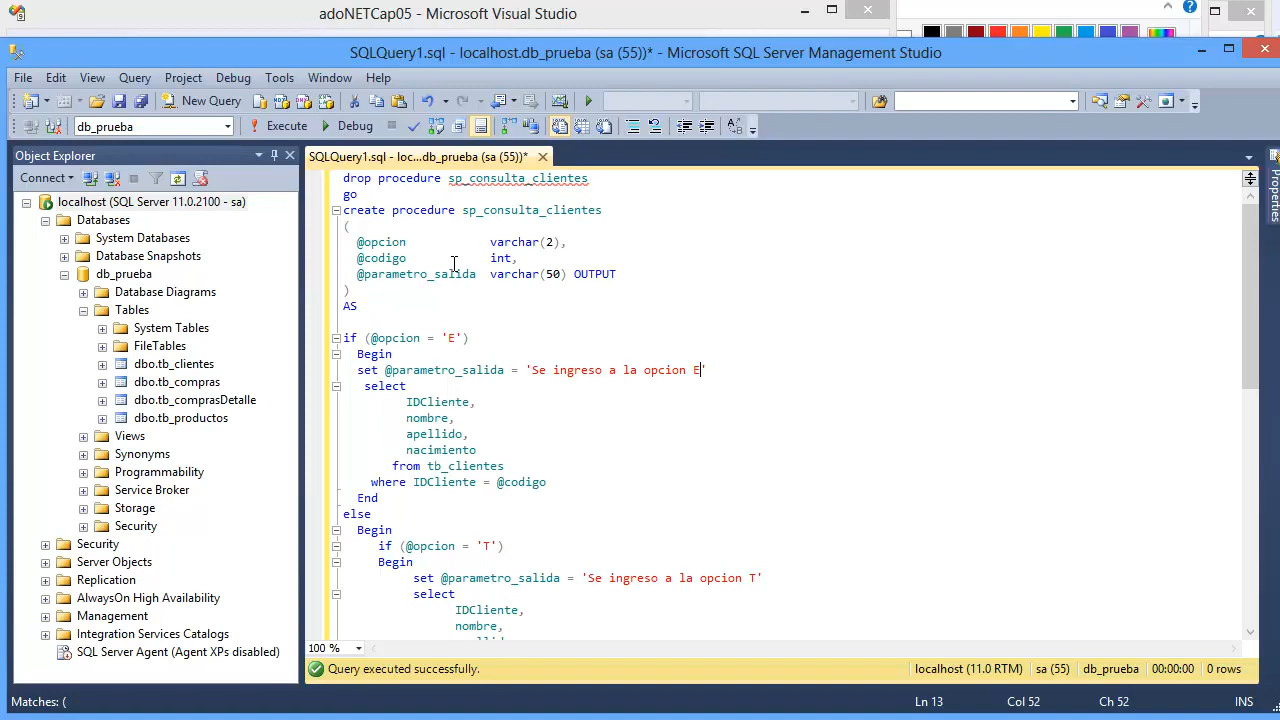 adoNETCap05 - Microsoft Visual Studio
SQLQuery1.sql - localhost.db_prueba (sa (55))* - Microsoft SQL Server Management Studio
File Edit View Query Project Debug Tools Window Help
New Query
db_prueba Execute Debug
Object Explorer
Connect
localhost (SQL Server 11.0.2100 - sa)
Databases
System Databases
Database Snapshots
db_prueba
Database Diagrams
Tables
System Tables
FileTables
dbo.tb_clientes
dbo.tb_compras
dbo.tb_comprasDetalle
dbo.tb_productos
Views
Synonyms
Programmability
Service Broker
Storage
Security
Security
Server Objects
Replication
AlwaysOn High Availability
Management
Integration Services Catalogs
SQL Server Agent (Agent XPs disabled)
SQLQuery1.sql - loc...db_prueba (sa (55))*
drop procedure sp_consulta_clientes
go
create procedure sp_consulta_clientes
(
@opcion varchar(2),
@codigo int,
@parametro_salida varchar(50) OUTPUT
)
AS
if (@opcion = 'E')
Begin
set @parametro_salida = 'Se ingreso a la opcion E'
select
IDCliente,
nombre,
apellido,
nacimiento
from tb_clientes
where IDCliente = @codigo
End
else
Begin
if (@opcion = 'T')
Begin
set @parametro_salida = 'Se ingreso a la opcion T'
select
IDCliente,
nombre,
100 %
Query executed successfully. localhost (11.0 RTM) sa (55) db_prueba 00:00:00 0 rows
Properties
Matches: ( Ln 13 Col 52 Ch 52 INS